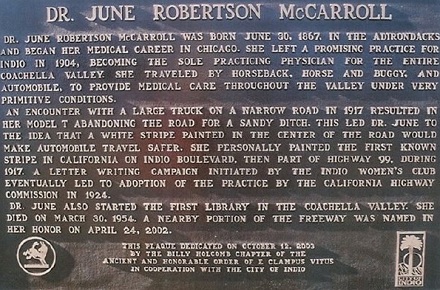 DR. JUNE ROBERTSON McCARROLL
DR. JUNE ROBERTSON McCARROLL WAS BORN JUNE 30, 1867, IN THE ADIRONDACKS
AND BEGAN HER MEDICAL CAREER IN CHICAGO. SHE LEFT A PROMISING PRACTICE FOR
INDIO IN 1904, BECOMING THE SOLE PRACTICING PHYSICIAN FOR THE ENTIRE
COACHELLA VALLEY. SHE TRAVELED BY HORSEBACK, HORSE AND BUGGY, AND
AUTOMOBILE, TO PROVIDE MEDICAL CARE THROUGHOUT THE VALLEY UNDER VERY
PRIMITIVE CONDITIONS.
AN ENCOUNTER WITH A LARGE TRUCK ON A NARROW ROAD IN 1917 RESULTED IN
HER MODEL T ABANDONING THE ROAD FOR A SANDY DITCH. THIS LED DR. JUNE TO
THE IDEA THAT A WHITE STRIPE PAINTED IN THE CENTER OF THE ROAD WOULD
MAKE AUTOMOBILE TRAVEL SAFER. SHE PERSONALLY PAINTED THE FIRST KNOWN
STRIPE IN CALIFORNIA ON INDIO BOULEVARD, THEN PART OF HIGHWAY 99, DURING
1917. A LETTER WRITING CAMPAIGN INITIATED BY THE INDIO WOMEN'S CLUB
EVENTUALLY LED TO ADOPTION OF THE PRACTICE BY THE CALIFORNIA HIGHWAY
COMMISSION IN 1924.
DR. JUNE ALSO STARTED THE FIRST LIBRARY IN THE COACHELLA VALLEY. SHE
DIED ON MARCH 30, 1954. A NEARBY PORTION OF THE FREEWAY WAS NAMED IN
HER HONOR ON APRIL 24, 2002.
THIS PLAQUE DEDICATED ON OCTOBER 12, 2003
BY THE BILLY HOLCOMB CHAPTER OF THE
ANCIENT AND HONORABLE ORDER OF E CLAMPUS VITUS
IN COOPERATION WITH THE CITY OF INDIO
INDIO